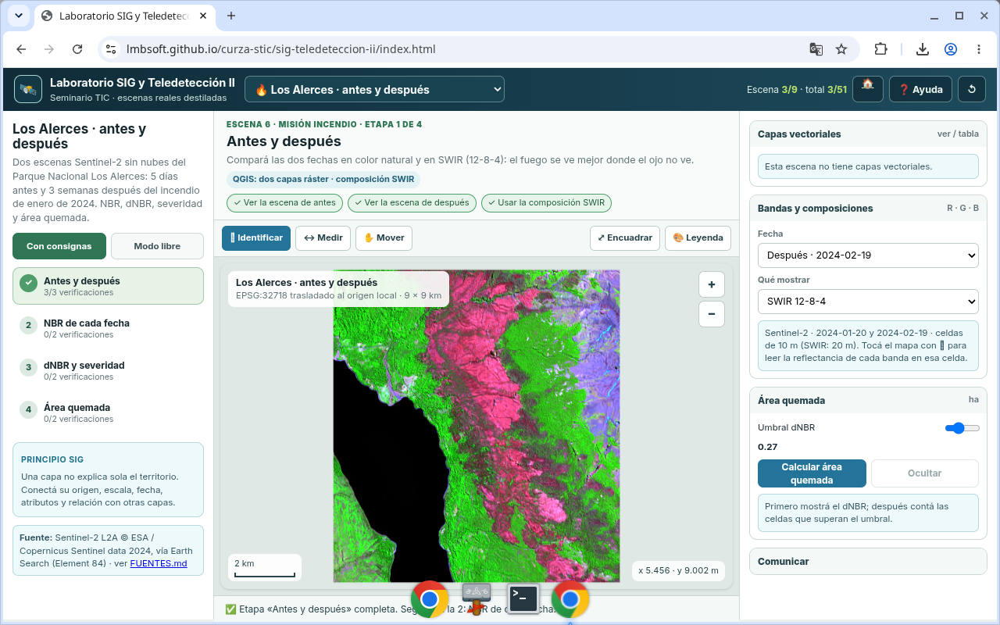 Laboratorio SIG y Teledetecc
lmbsoft.github.io/curza-stic/sig-teledeteccion-ii/index.html
Laboratorio SIG y Teledetección II
Seminario TIC · escenas reales destiladas
🔥 Los Alerces · antes y después
Escena 3/9 · total 3/51
❓ Ayuda
↺
Los Alerces · antes y
después
Dos escenas Sentinel-2 sin nubes del
Parque Nacional Los Alerces: 5 días
antes y 3 semanas después del incendio
de enero de 2024. NBR, dNBR, severidad
y área quemada.
Con consignas
Modo libre
✓
Antes y después
3/3 verificaciones
2
NBR de cada fecha
0/2 verificaciones
3
dNBR y severidad
0/2 verificaciones
4
Área quemada
0/2 verificaciones
PRINCIPIO SIG
Una capa no explica sola el territorio.
Conectá su origen, escala, fecha,
atributos y relación con otras capas.
Fuente: Sentinel-2 L2A © ESA /
Copernicus Sentinel data 2024, vía Earth
Search (Element 84) · ver FUENTES.md
ESCENA 6 · MISIÓN INCENDIO · ETAPA 1 DE 4
Antes y después
Compará las dos fechas en color natural y en SWIR (12-8-4): el fuego se ve mejor donde el ojo no ve.
QGIS: dos capas ráster · composición SWIR
✓ Ver la escena de antes
✓ Ver la escena de después
✓ Usar la composición SWIR
Identificar
↔ Medir
✋ Mover
⤢ Encuadrar
🎨 Leyenda
Los Alerces · antes y después
EPSG:32718 trasladado al origen local · 9 × 9 km
+
−
2 km
x 5.456 · y 9.002 m
✅ Etapa «Antes y después» completa.
Capas vectoriales
ver / tabla
Esta escena no tiene capas vectoriales.
Bandas y composiciones
R · G · B
Fecha
Después · 2024-02-19
Qué mostrar
SWIR 12-8-4
Sentinel-2 · 2024-01-20 y 2024-02-19 · celdas
de 10 m (SWIR: 20 m). Tocá el mapa con para
leer la reflectancia de cada banda en esa celda.
Área quemada
ha
Umbral dNBR
0.27
Calcular área
quemada
Ocultar
Primero mostrá el dNBR; después contá las
celdas que superan el umbral.
Comunicar